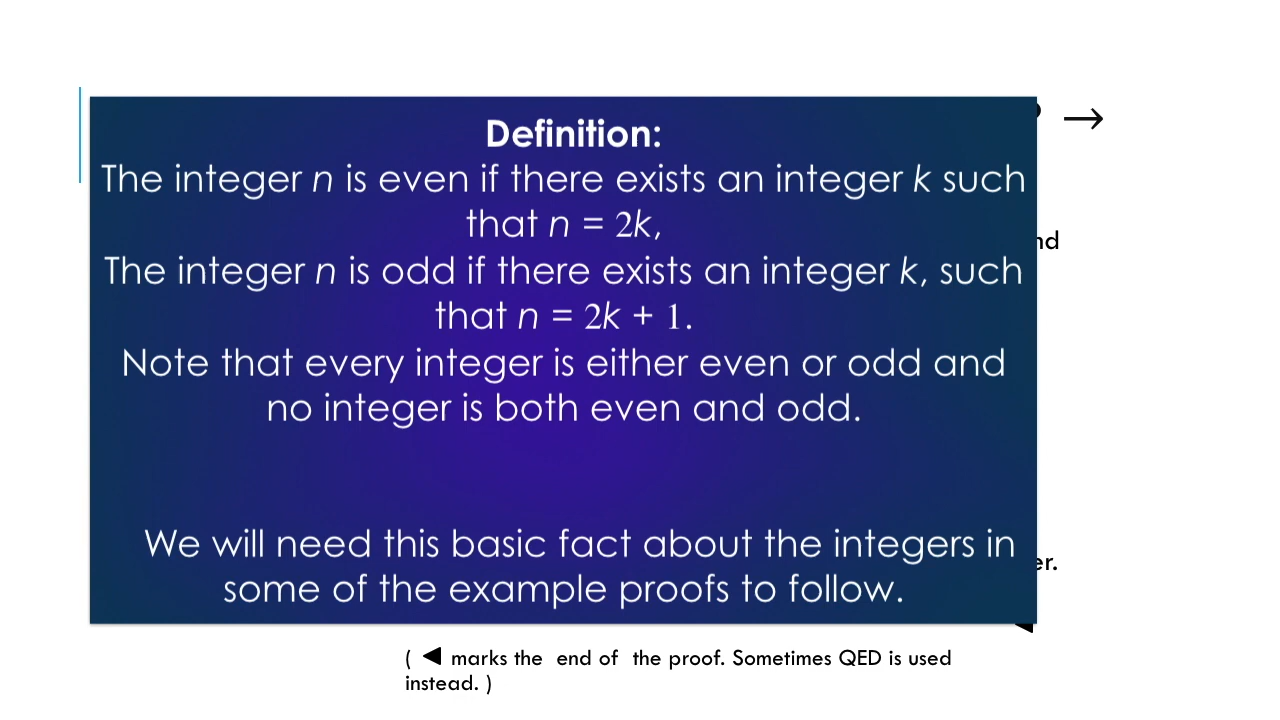 →
Definition:
The integer n is even if there exists an integer k such
that n = 2k,
The integer n is odd if there exists an integer k, such
that n = 2k + 1.
Note that every integer is either even or odd and
no integer is both even and odd.
We will need this basic fact about the integers in
some of the example proofs to follow.
( ◄ marks the end of the proof. Sometimes QED is used
instead. )